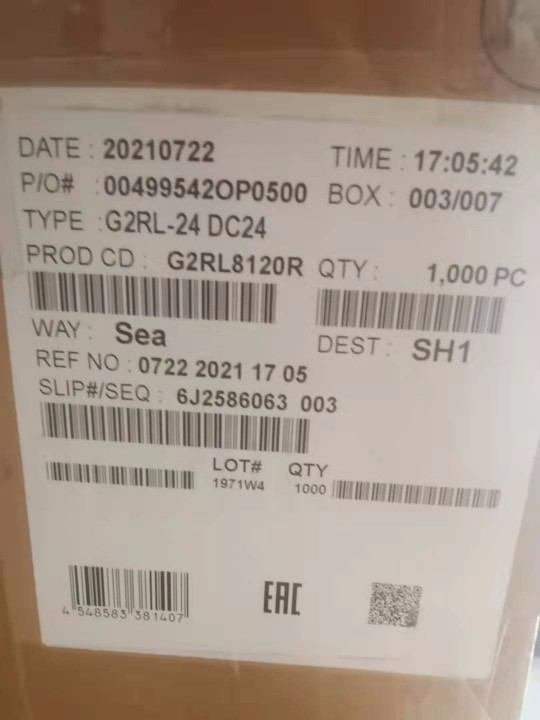 DATE : 20210722 TIME : 17:05:42
P/O# : 00499542OP0500 BOX : 003/007
TYPE :G2RL-24 DC24
PROD CD : G2RL8120R QTY : 1,000 PC
WAY : Sea DEST : SH1
REF NO : 0722 2021 17 05
SLIP#/SEQ : 6J2586063 003
LOT# QTY
1971W4 1000
4 548583 381407
EAC